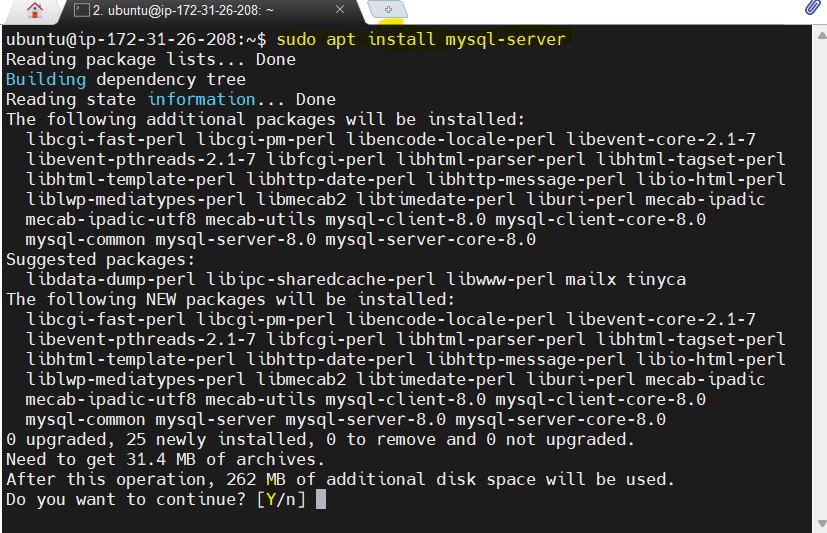 2. ubuntu@ip-172-31-26-208: ~
ubuntu@ip-172-31-26-208:~$ sudo apt install mysql-server
Reading package lists... Done
Building dependency tree
Reading state information... Done
The following additional packages will be installed:
  libcgi-fast-perl libcgi-pm-perl libencode-locale-perl libevent-core-2.1-7
  libevent-pthreads-2.1-7 libfcgi-perl libhtml-parser-perl libhtml-tagset-perl
  libhtml-template-perl libhttp-date-perl libhttp-message-perl libio-html-perl
  liblwp-mediatypes-perl libmecab2 libtimedate-perl liburi-perl mecab-ipadic
  mecab-ipadic-utf8 mecab-utils mysql-client-8.0 mysql-client-core-8.0
  mysql-common mysql-server-8.0 mysql-server-core-8.0
Suggested packages:
  libdata-dump-perl libipc-sharedcache-perl libwww-perl mailx tinyca
The following NEW packages will be installed:
  libcgi-fast-perl libcgi-pm-perl libencode-locale-perl libevent-core-2.1-7
  libevent-pthreads-2.1-7 libfcgi-perl libhtml-parser-perl libhtml-tagset-perl
  libhtml-template-perl libhttp-date-perl libhttp-message-perl libio-html-perl
  liblwp-mediatypes-perl libmecab2 libtimedate-perl liburi-perl mecab-ipadic
  mecab-ipadic-utf8 mecab-utils mysql-client-8.0 mysql-client-core-8.0
  mysql-common mysql-server mysql-server-8.0 mysql-server-core-8.0
0 upgraded, 25 newly installed, 0 to remove and 0 not upgraded.
Need to get 31.4 MB of archives.
After this operation, 262 MB of additional disk space will be used.
Do you want to continue? [Y/n]